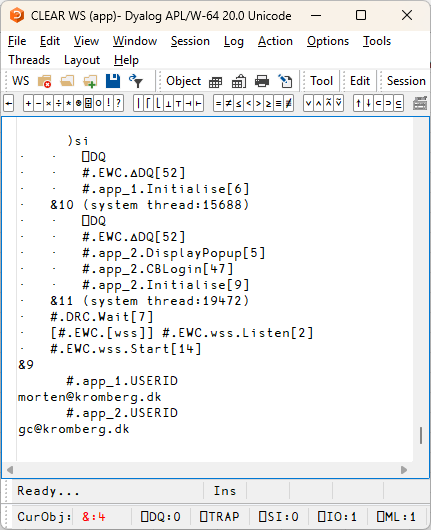 CLEAR WS (app)- Dyalog APL/W-64 20.0 Unicode
File Edit View Window Session Log Action Options Tools
Threads Layout Help
WS Object Tool Edit Session
← + - × ÷ * ⍟ ⌹ ○ ! ? | ⌈ ⌊ ⊥ ⊤ ⊣ ⊢ = ≠ ≤ < > ≥ ≡ ≢ ∨ ∧ ⍲ ⍱ ↑ ↓ ⊂ ⊃ ⊆
)si
· · ⎕DQ
· · #.EWC.∆DQ[52]
· · #.app_1.Initialise[6]
· &10 (system thread:15688)
· · ⎕DQ
· · #.EWC.∆DQ[52]
· · #.app_2.DisplayPopup[5]
· · #.app_2.CBLogin[47]
· · #.app_2.Initialise[9]
· &11 (system thread:19472)
· #.DRC.Wait[7]
· [#.EWC.[wss]] #.EWC.wss.Listen[2]
· #.EWC.wss.Start[14]
&9
#.app_1.USERID
morten@kromberg.dk
#.app_2.USERID
gc@kromberg.dk
Ready... Ins
CurObj: &:4 ⎕DQ:0 ⎕TRAP ⎕SI:0 ⎕IO:1 ⎕ML:1